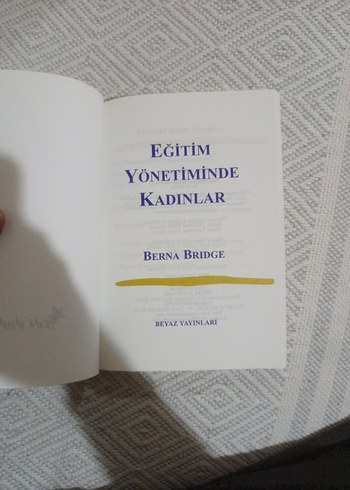 EĞİTİM
YÖNETİMİNDE
KADINLAR
BERNA BRIDGE
BEYAZ YAYINLARI